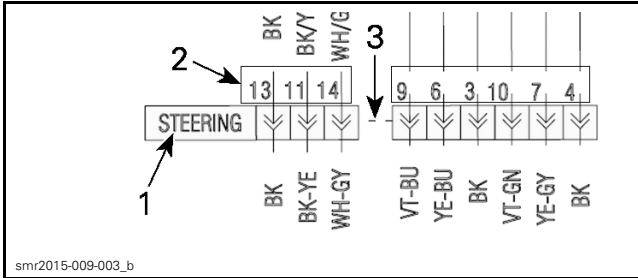 BK BK/Y WH/G 3
2
13 11 14 9 6 3 10 7 4
STEERING
1 BK BK-YE WH-GY VT-BU YE-BU BK VT-GN YE-GY BK
smr2015-009-003_b